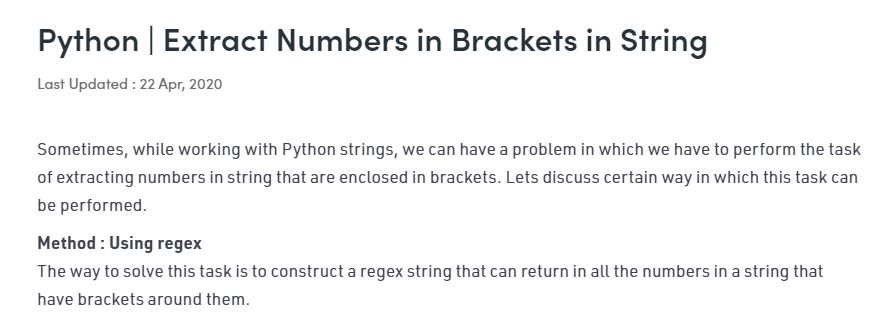 Python | Extract Numbers in Brackets in String
Last Updated : 22 Apr, 2020
Sometimes, while working with Python strings, we can have a problem in which we have to perform the task
of extracting numbers in string that are enclosed in brackets. Lets discuss certain way in which this task can
be performed.
Method : Using regex
The way to solve this task is to construct a regex string that can return in all the numbers in a string that
have brackets around them.